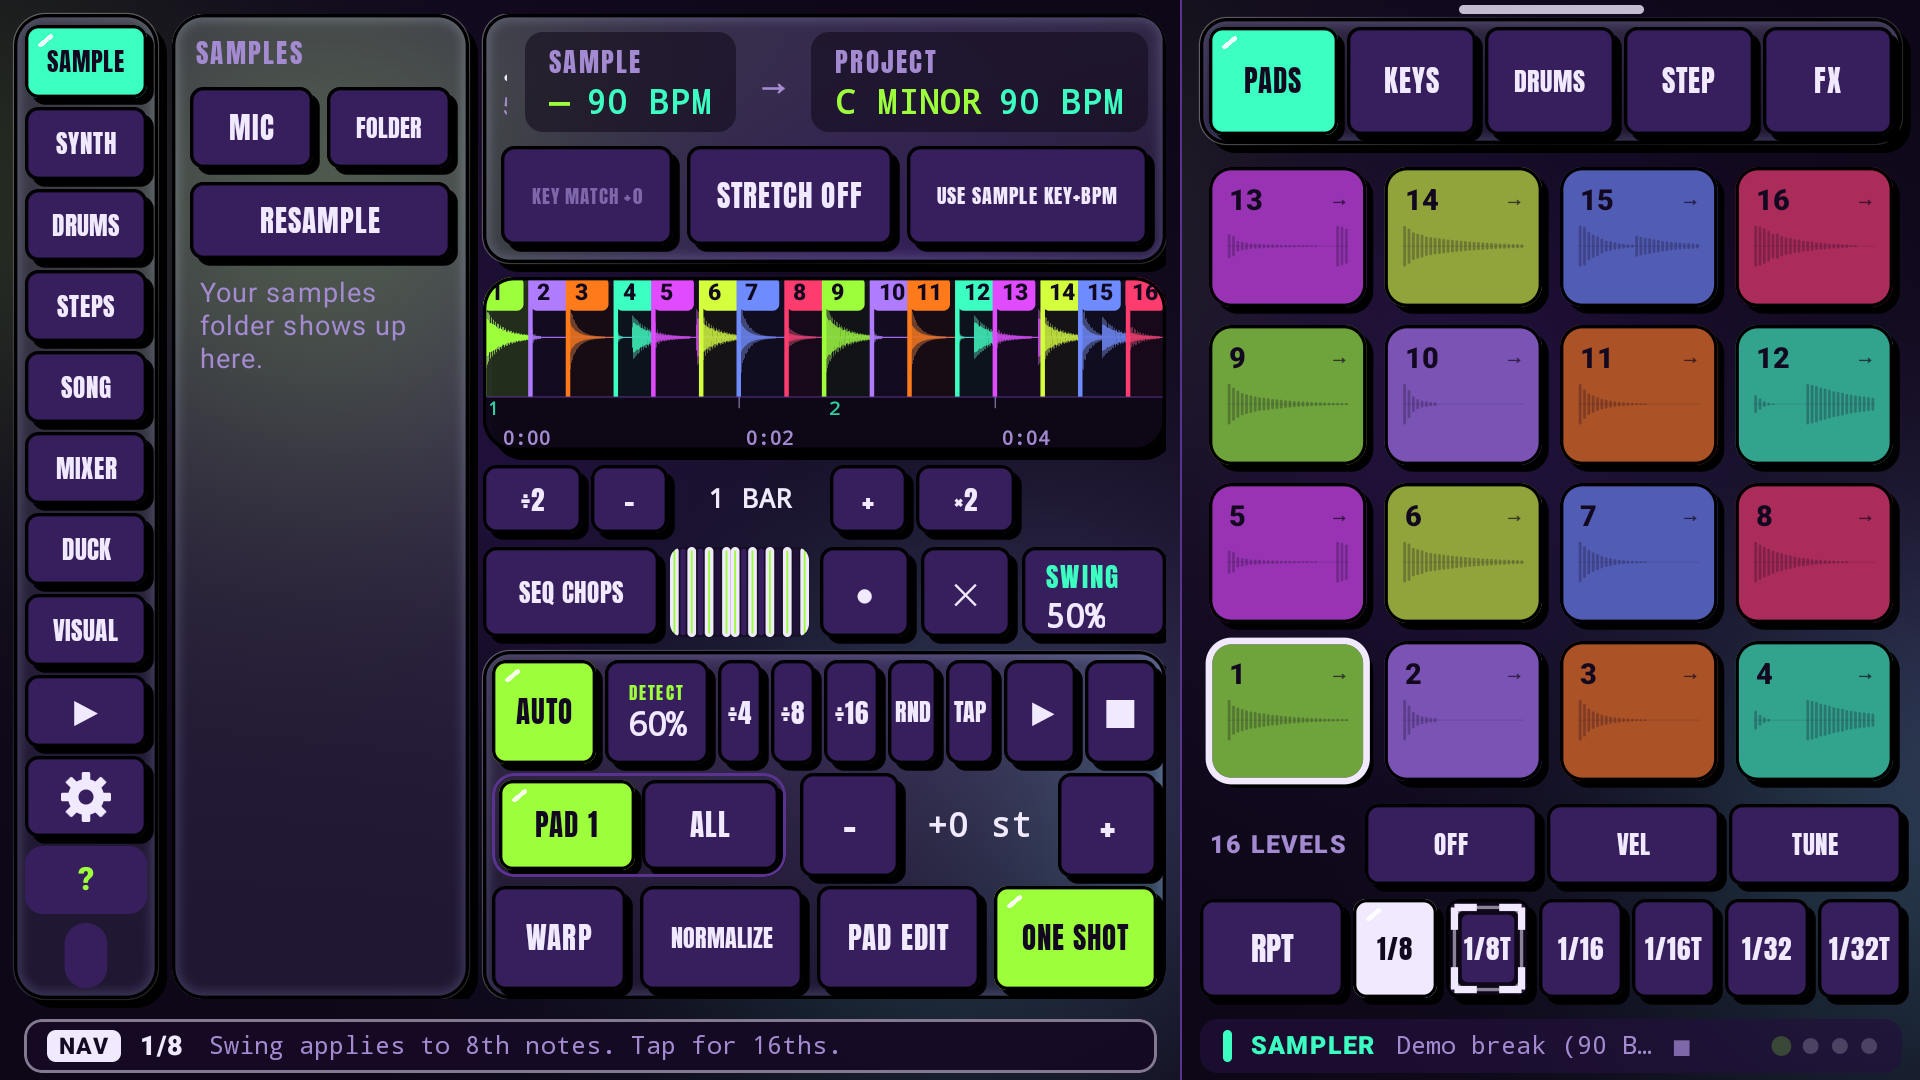 SAMPLE
SYNTH
DRUMS
STEPS
SONG
MIXER
DUCK
VISUAL
?
SAMPLES
MIC
FOLDER
RESAMPLE
Your samples
folder shows up
here.
SAMPLE
— 90 BPM
→
PROJECT
C MINOR 90 BPM
KEY MATCH +0
STRETCH OFF
USE SAMPLE KEY+BPM
1 2 3 4 5 6 7 8 9 10 11 12 13 14 15 16
1 2
0:00 0:02 0:04
÷2 - 1 BAR + ×2
SEQ CHOPS
SWING
50%
AUTO
DETECT
60%
÷4 ÷8 ÷16 RND TAP
PAD 1 ALL - +0 st +
WARP NORMALIZE PAD EDIT ONE SHOT
NAV 1/8 Swing applies to 8th notes. Tap for 16ths.
PADS KEYS DRUMS STEP FX
13 → 14 → 15 → 16 →
9 → 10 → 11 → 12 →
5 → 6 → 7 → 8 →
1 → 2 → 3 → 4 →
16 LEVELS OFF VEL TUNE
RPT 1/8 1/8T 1/16 1/16T 1/32 1/32T
SAMPLER Demo break (90 B…